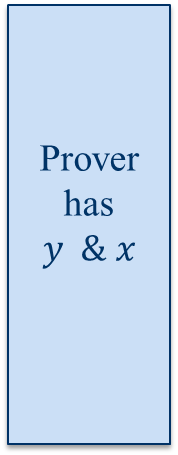 Prover
has
𝑦 & 𝑥